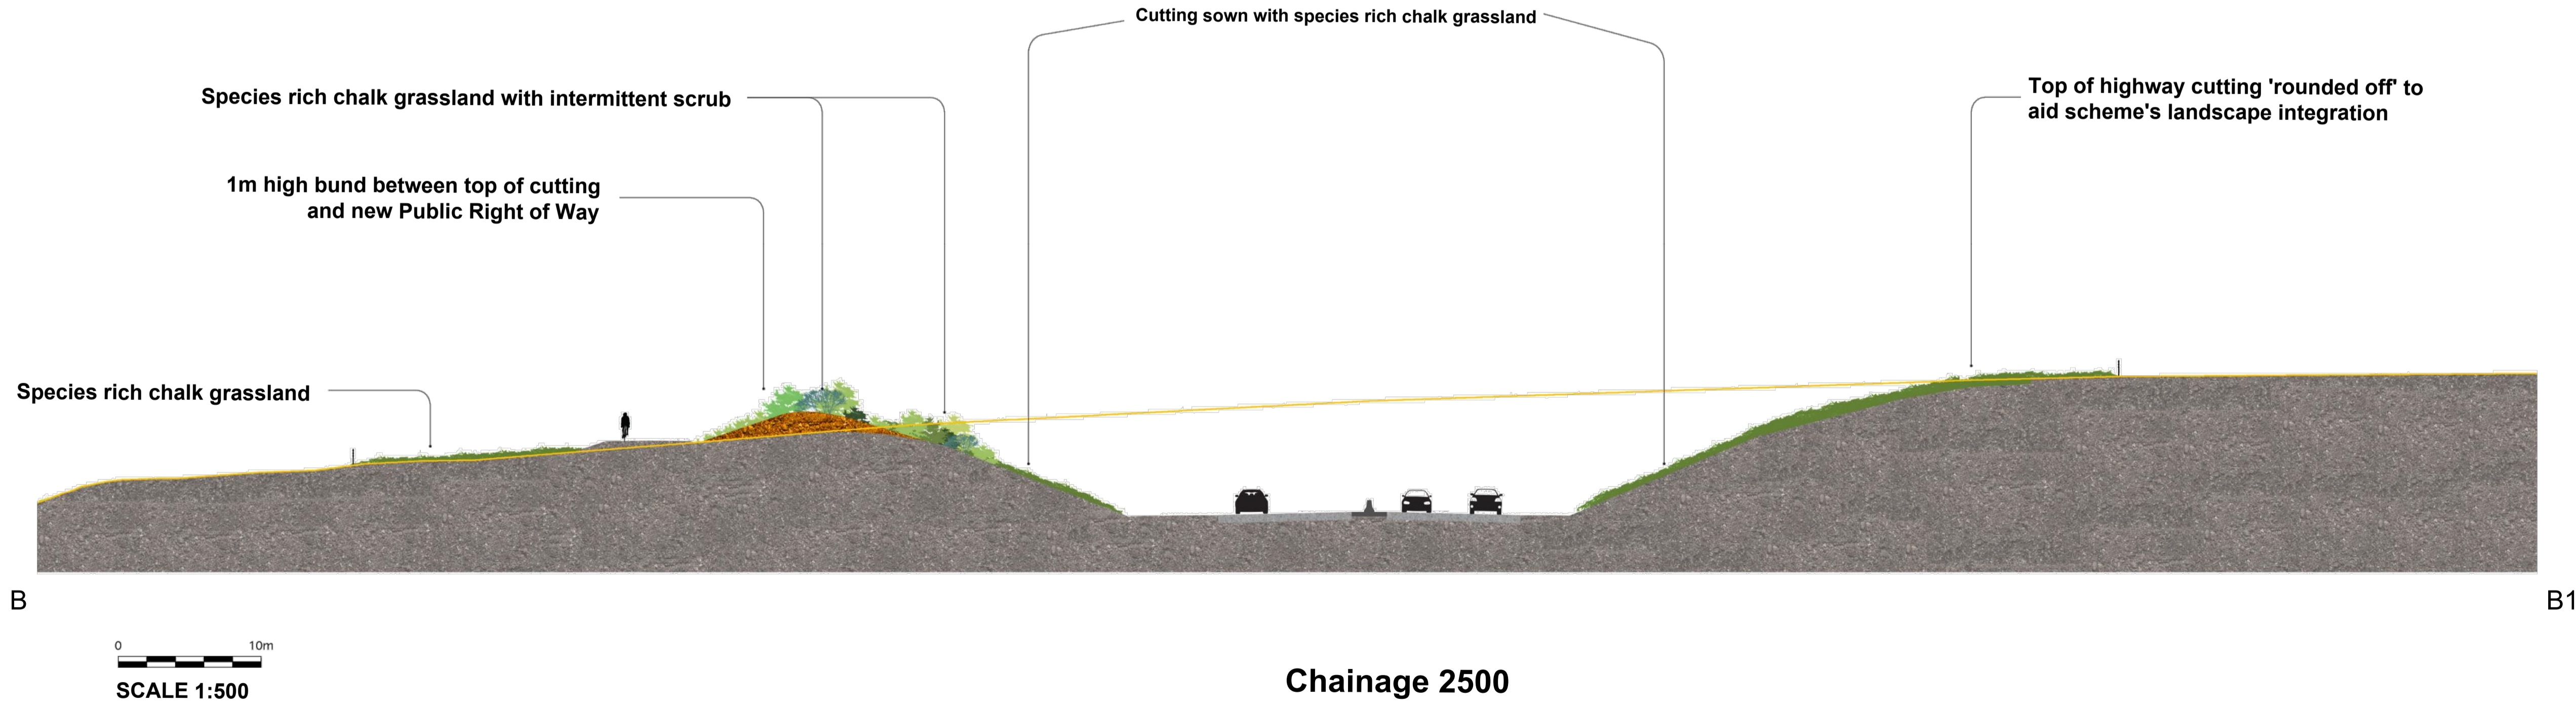 Cutting sown with species rich chalk grassland
Species rich chalk grassland with intermittent scrub
Top of highway cutting 'rounded off' to
aid scheme's landscape integration
1m high bund between top of cutting
and new Public Right of Way
Species rich chalk grassland
B
B1
0 10m
SCALE 1:500
Chainage 2500